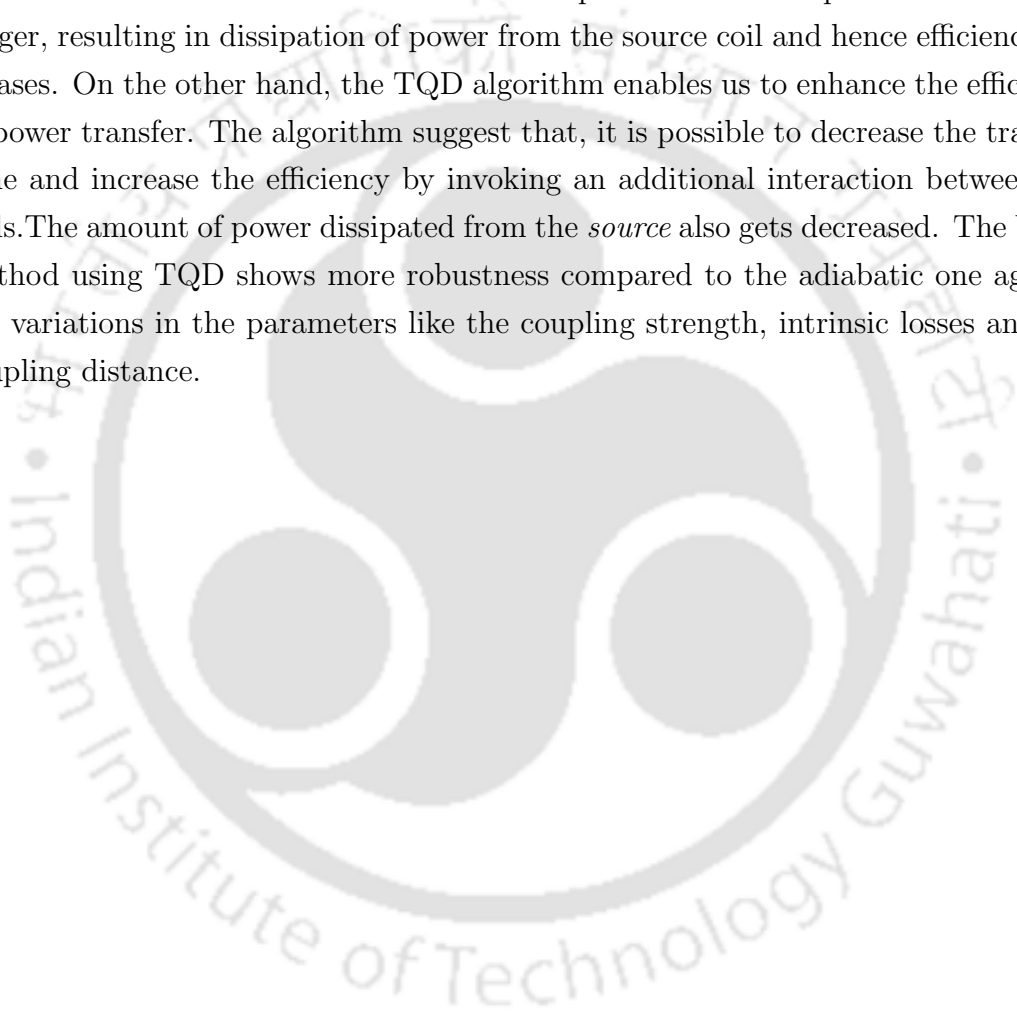 ger, resulting in dissipation of power from the source coil and hence efficienc
ases. On the other hand, the TQD algorithm enables us to enhance the effic
power transfer. The algorithm suggest that, it is possible to decrease the tra
ne and increase the efficiency by invoking an additional interaction betwee
ls.The amount of power dissipated from the source also gets decreased. The
thod using TQD shows more robustness compared to the adiabatic one ag
variations in the parameters like the coupling strength, intrinsic losses an
upling distance.
Indian Institute of Technology Guwahati